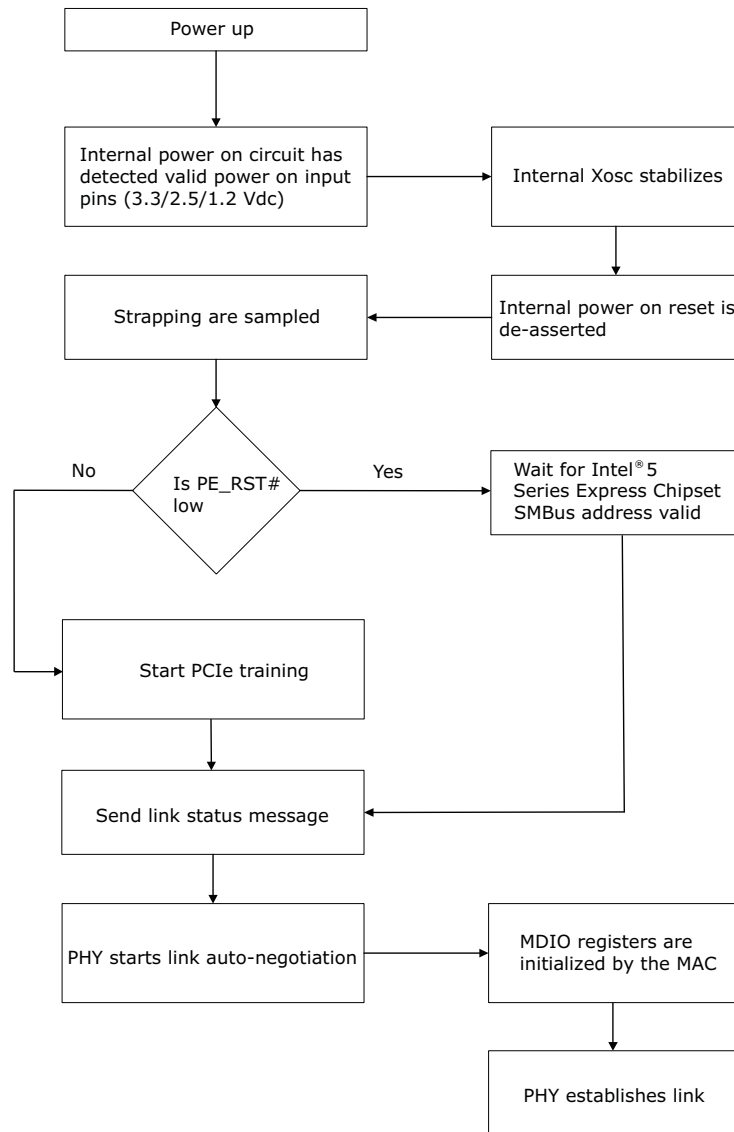 Power up
Internal power on circuit has
detected valid power on input
pins (3.3/2.5/1.2 Vdc)
Internal Xosc stabilizes
Strapping are sampled
Internal power on reset is
de-asserted
No
Is PE_RST#
low
Yes
Wait for Intel®5
Series Express Chipset
SMBus address valid
Start PCIe training
Send link status message
PHY starts link auto-negotiation
MDIO registers are
initialized by the MAC
PHY establishes link